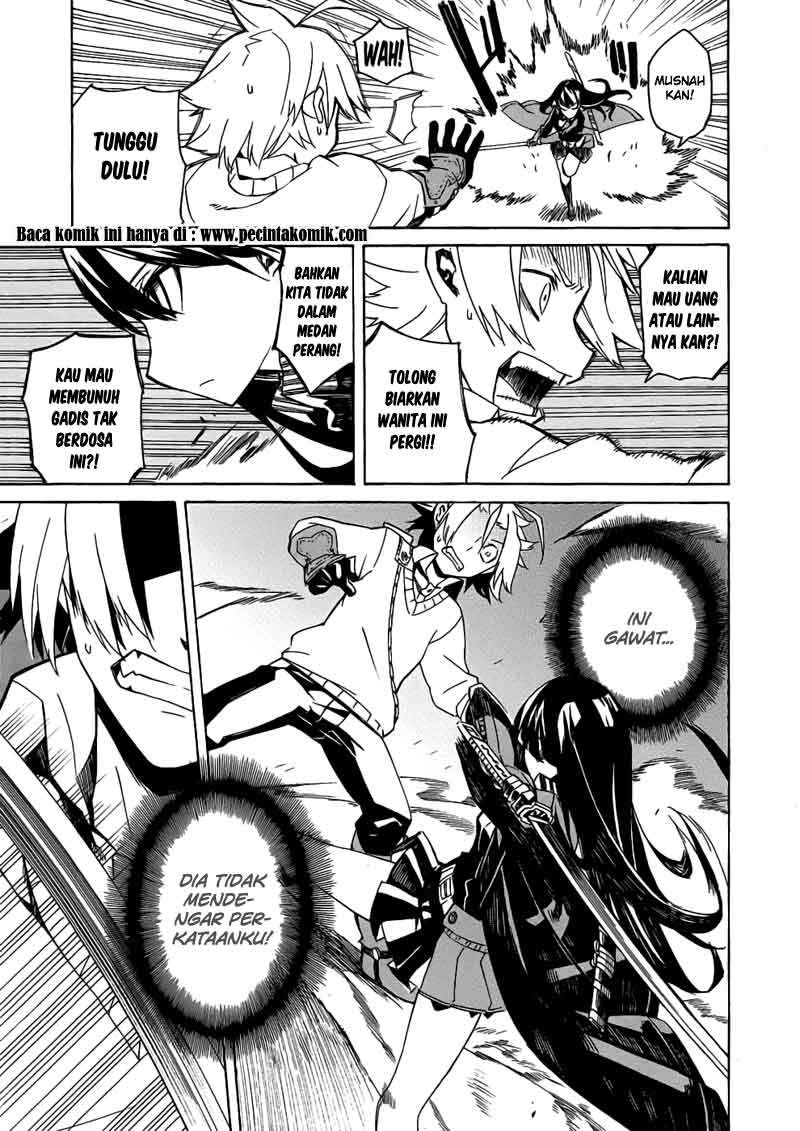 MUSNAH
KAN!
WAH!
TUNGGU
DULU!
Baca komik ini hanya di : www.pecintakomik.com
KALIAN
MAU UANG
ATAU LAIN-
NYA KAN?!
TOLONG
BIARKAN
WANITA INI
PERGI!!
BAHKAN
KITA TIDAK
DALAM
MEDAN
PERANG!
KAU MAU
MEMBUNUH
GADIS TAK
BERDOSA
INI?!
INI
GAWAT...
DIA TIDAK
MENDE-
NGAR PER-
KATAANKU!